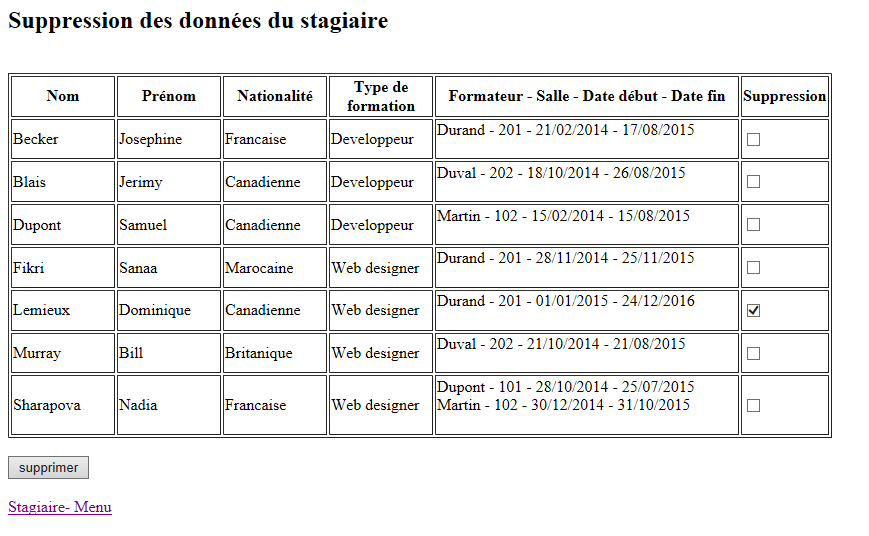 Suppression des données du stagiaire
Nom Prénom Nationalité Type de formation Formateur - Salle - Date début - Date fin Suppression
Becker Josephine Francaise Developpeur Durand - 201 - 21/02/2014 - 17/08/2015
Blais Jerimy Canadienne Developpeur Duval - 202 - 18/10/2014 - 26/08/2015
Dupont Samuel Canadienne Developpeur Martin - 102 - 15/02/2014 - 15/08/2015
Fikri Sanaa Marocaine Web designer Durand - 201 - 28/11/2014 - 25/11/2015
Lemieux Dominique Canadienne Web designer Durand - 201 - 01/01/2015 - 24/12/2016
Murray Bill Britanique Web designer Duval - 202 - 21/10/2014 - 21/08/2015
Sharapova Nadia Francaise Web designer Dupont - 101 - 28/10/2014 - 25/07/2015
Martin - 102 - 30/12/2014 - 31/10/2015
supprimer
Stagiaire- Menu